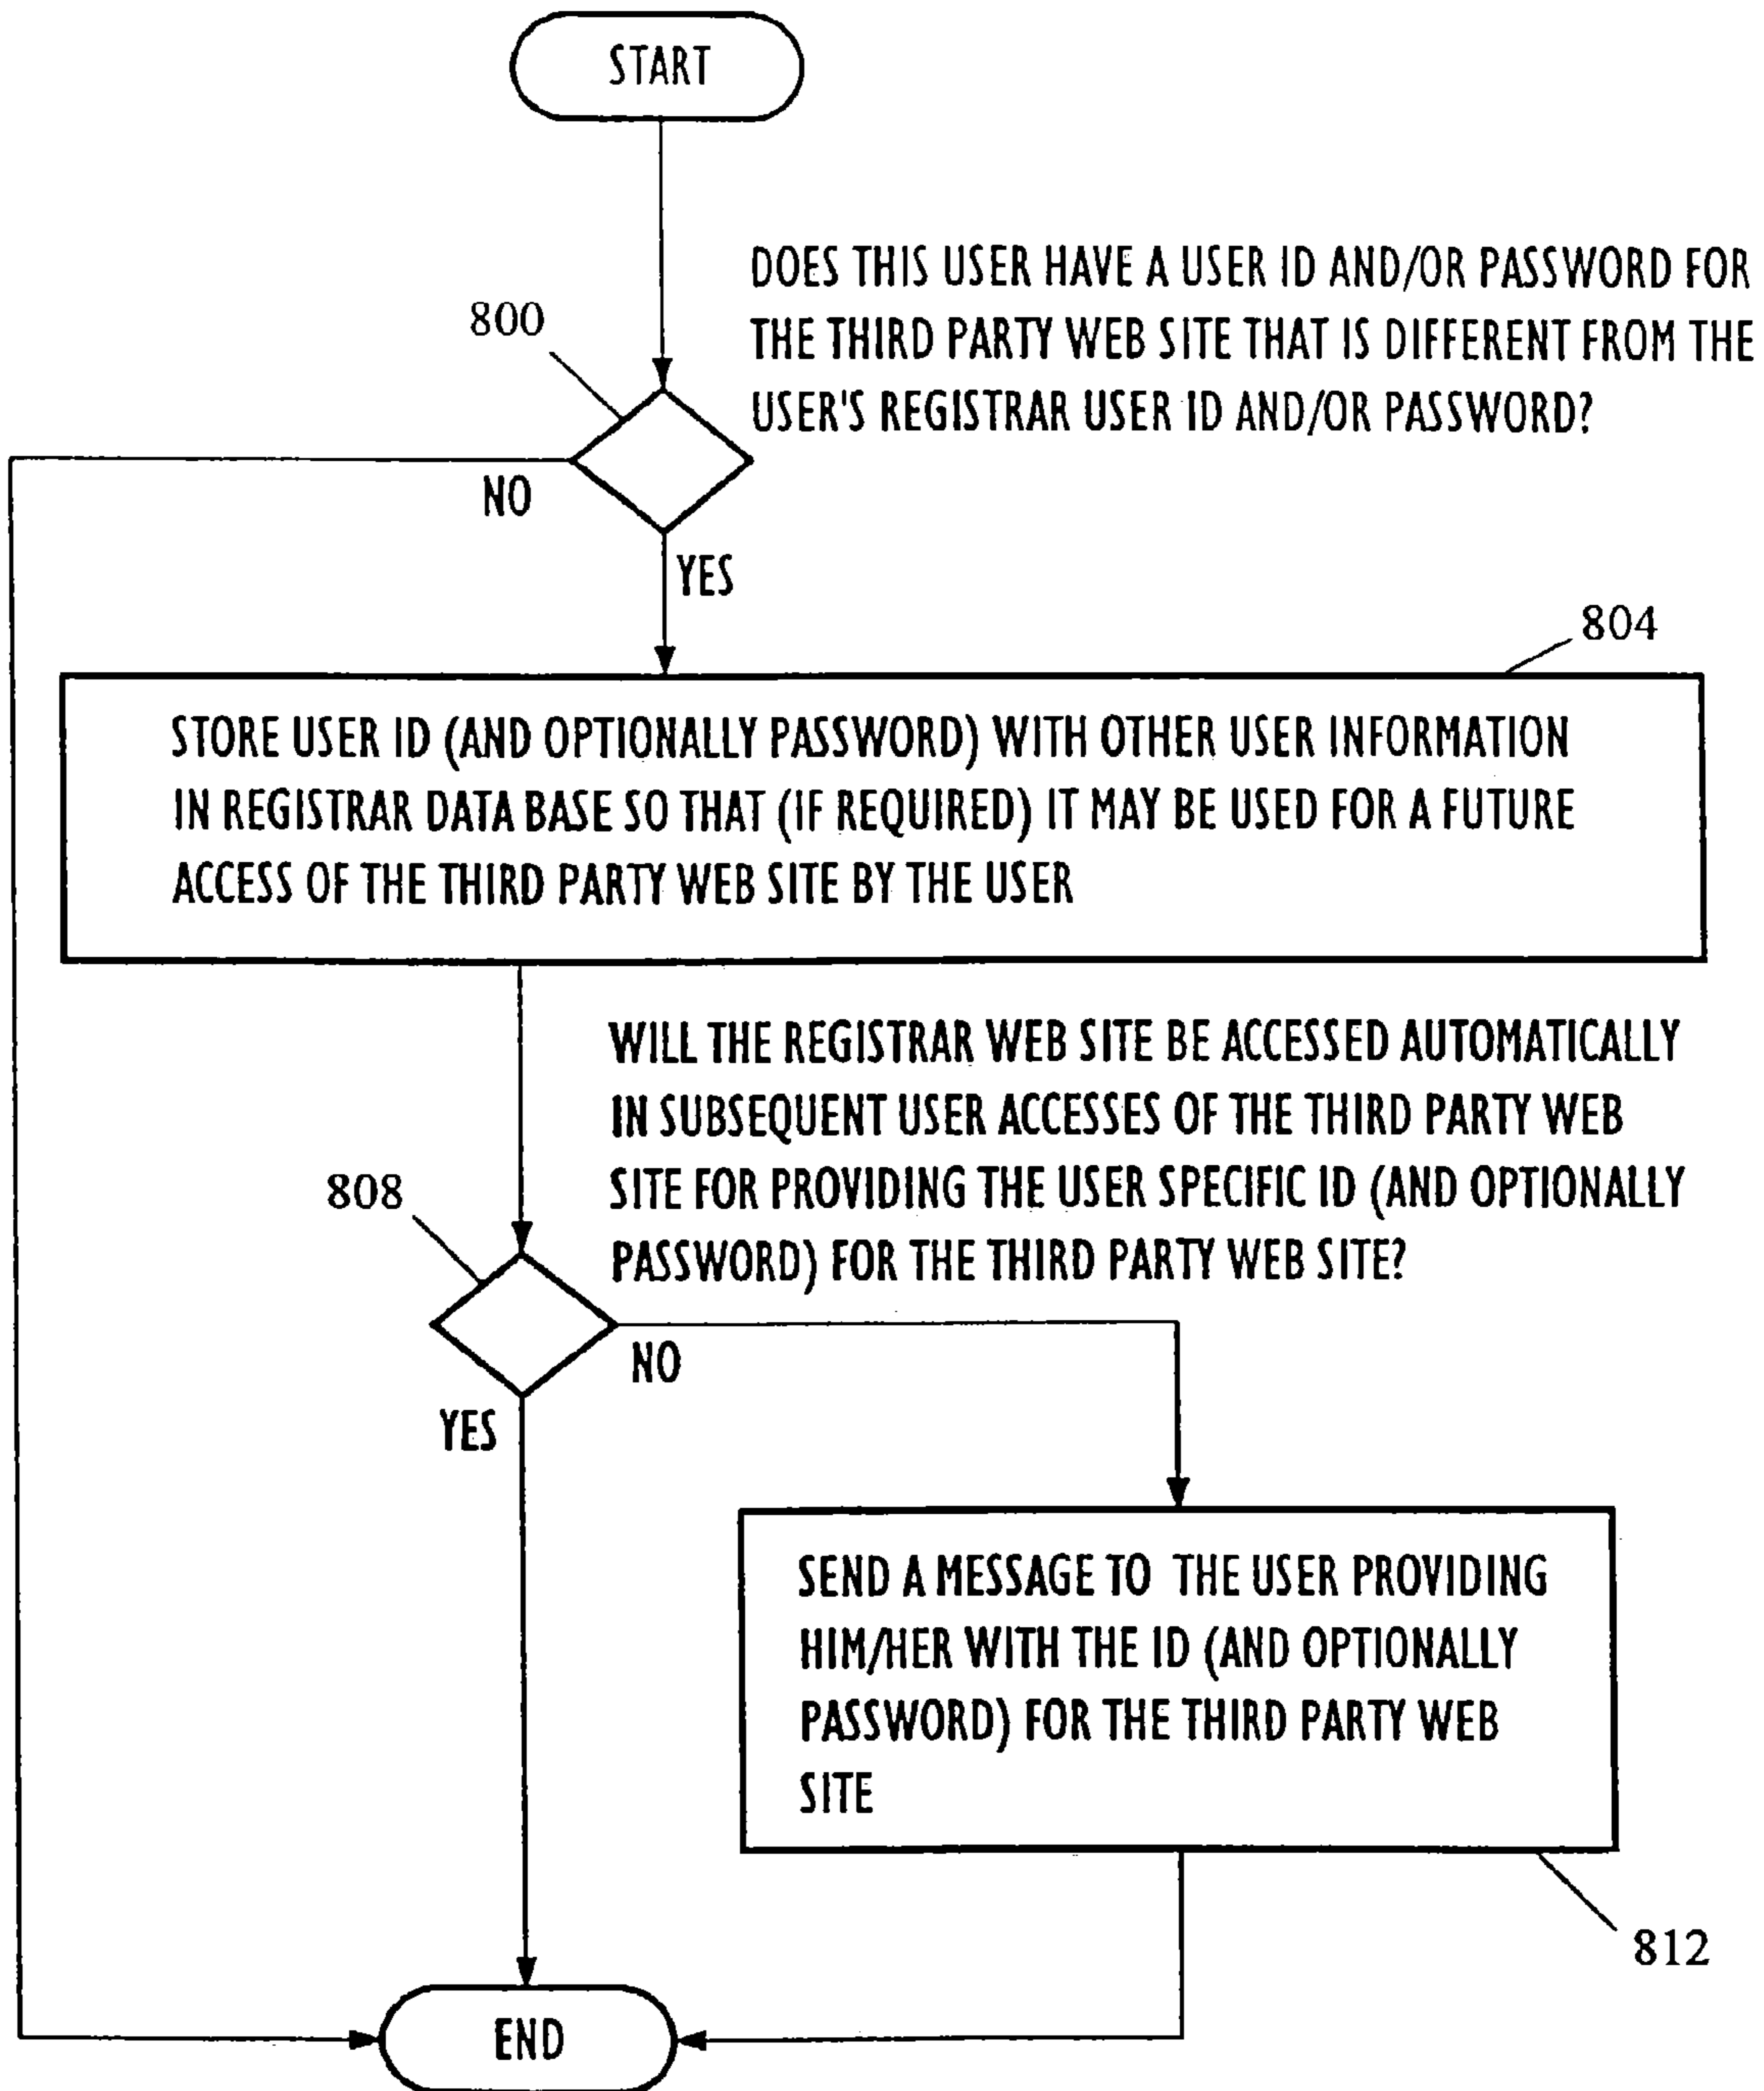 START
DOES THIS USER HAVE A USER ID AND/OR PASSWORD FOR
THE THIRD PARTY WEB SITE THAT IS DIFFERENT FROM THE
USER'S REGISTRAR USER ID AND/OR PASSWORD?
800
NO
YES
804
STORE USER ID (AND OPTIONALLY PASSWORD) WITH OTHER USER INFORMATION
IN REGISTRAR DATA BASE SO THAT (IF REQUIRED) IT MAY BE USED FOR A FUTURE
ACCESS OF THE THIRD PARTY WEB SITE BY THE USER
WILL THE REGISTRAR WEB SITE BE ACCESSED AUTOMATICALLY
IN SUBSEQUENT USER ACCESSES OF THE THIRD PARTY WEB
SITE FOR PROVIDING THE USER SPECIFIC ID (AND OPTIONALLY
PASSWORD) FOR THE THIRD PARTY WEB SITE?
808
NO
YES
SEND A MESSAGE TO THE USER PROVIDING
HIM/HER WITH THE ID (AND OPTIONALLY
PASSWORD) FOR THE THIRD PARTY WEB
SITE
812
END